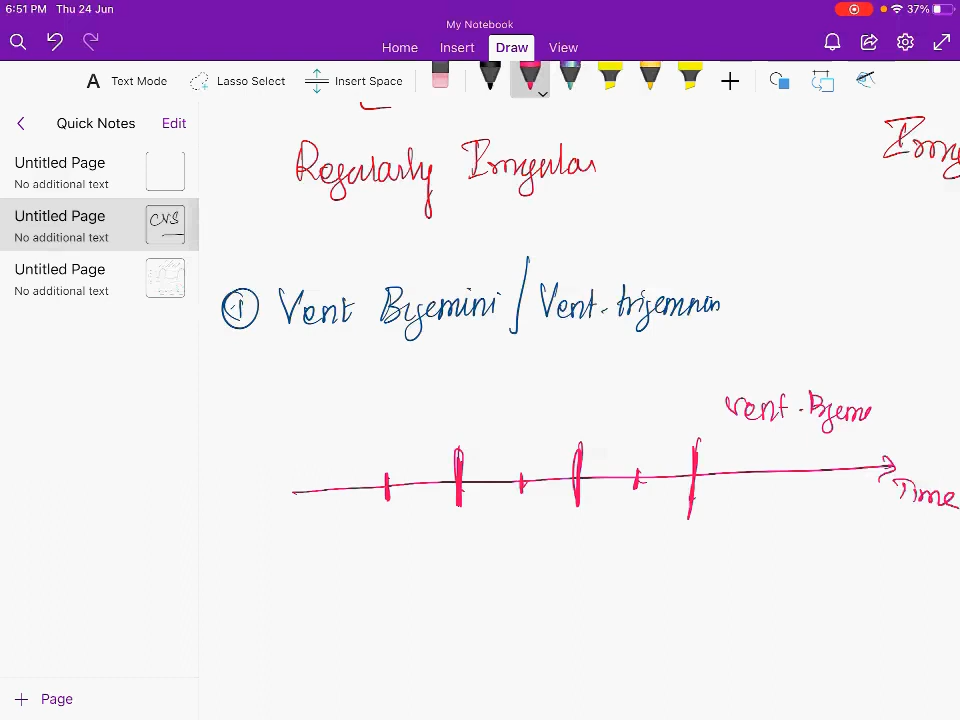 6:51 PM Thu 24 Jun
37%
My Notebook
Home Insert Draw View
Text Mode Lasso Select Insert Space
Quick Notes Edit
Untitled Page
No additional text
Untitled Page
No additional text
CNS
Untitled Page
No additional text
Page
Regularly Irregular
Irreg
① Vent Bigemini / Vent.
Vent. Bigem
Time